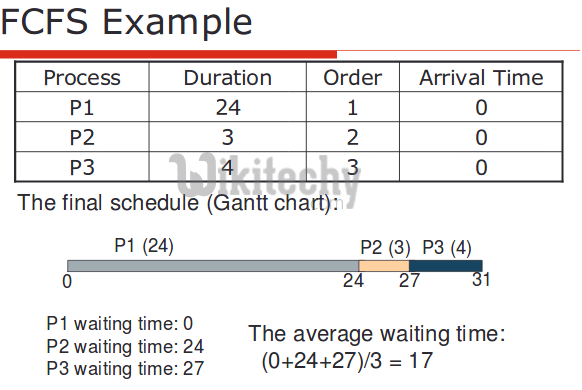 FCFS Example
Process Duration Order Arrival Time
P1 24 1 0
P2 3 2 0
P3 4 3 0
Wikitechy
The final schedule (Gantt chart):
P1 (24) P2 (3) P3 (4)
0 24 27 31
P1 waiting time: 0
P2 waiting time: 24
P3 waiting time: 27
The average waiting time:
(0+24+27)/3 = 17